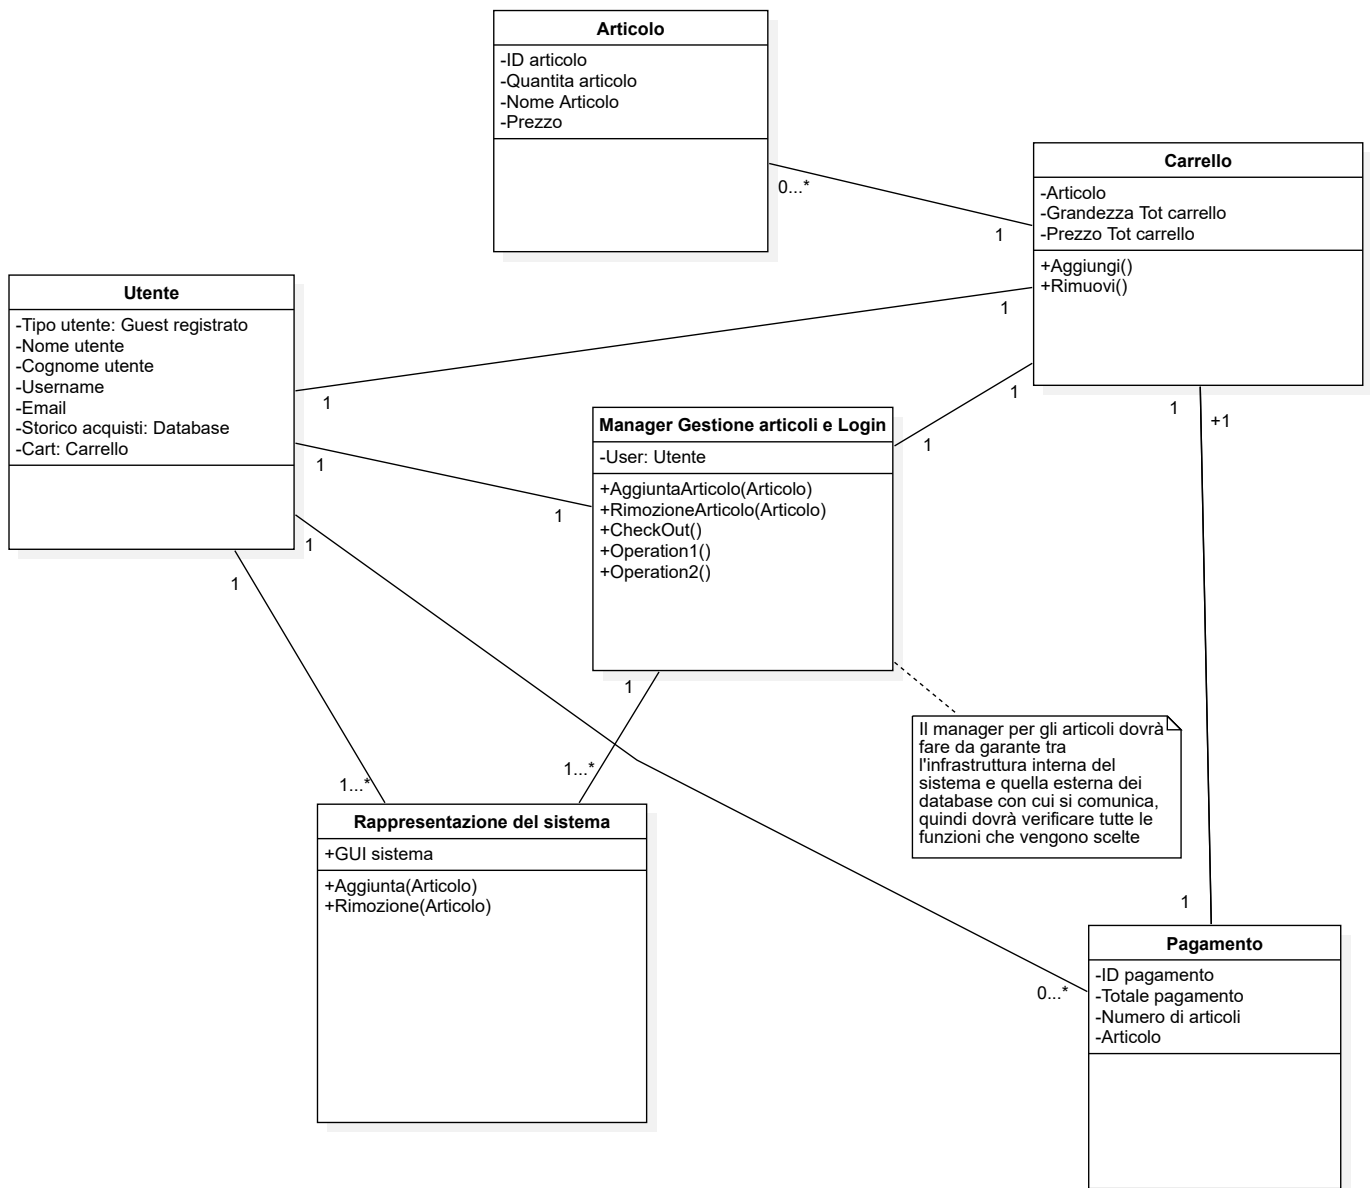 Articolo
-ID articolo
-Quantita articolo
-Nome Articolo
-Prezzo
0...*
1
Carrello
-Articolo
-Grandezza Tot carrello
-Prezzo Tot carrello
+Aggiungi()
+Rimuovi()
1
1
1
+1
Utente
-Tipo utente: Guest registrato
-Nome utente
-Cognome utente
-Username
-Email
-Storico acquisti: Database
-Cart: Carrello
1
1
1
1
Manager Gestione articoli e Login
-User: Utente
+AggiuntaArticolo(Articolo)
+RimozioneArticolo(Articolo)
+CheckOut()
+Operation1()
+Operation2()
1
1
1
Il manager per gli articoli dovrà
fare da garante tra
l'infrastruttura interna del
sistema e quella esterna dei
database con cui si comunica,
quindi dovrà verificare tutte le
funzioni che vengono scelte
1...*
1...*
Rappresentazione del sistema
+GUI sistema
+Aggiunta(Articolo)
+Rimozione(Articolo)
1
0...*
Pagamento
-ID pagamento
-Totale pagamento
-Numero di articoli
-Articolo